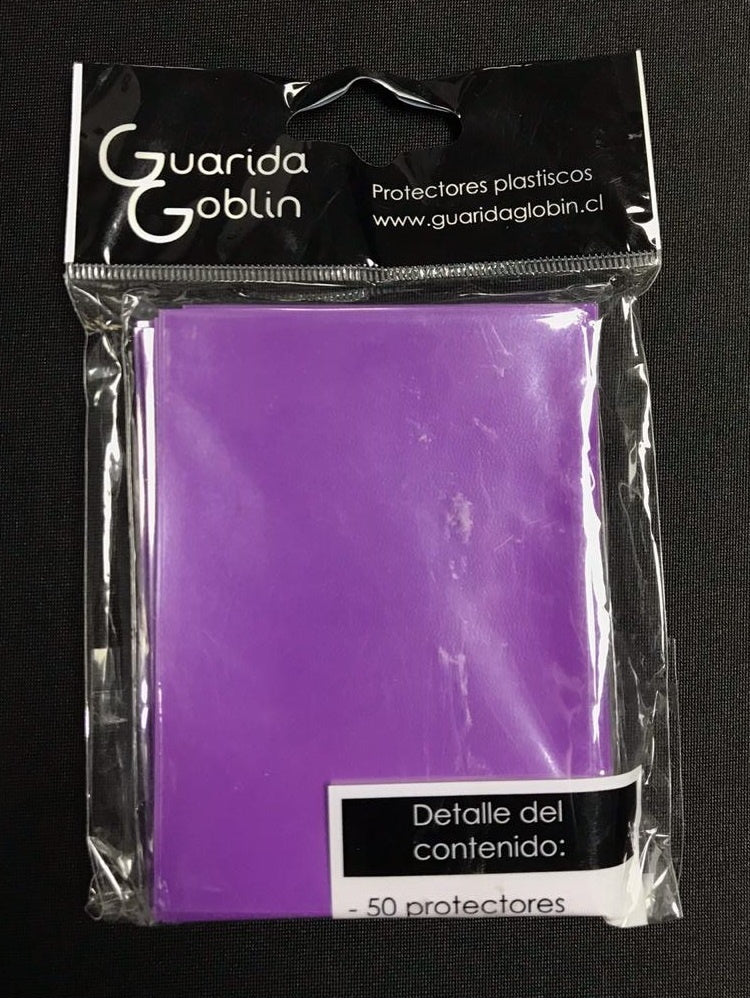 Guarida
Goblin
Protectores plastiscos
www.guaridaglobin.cl
Detalle del
contenido:
- 50 protectores